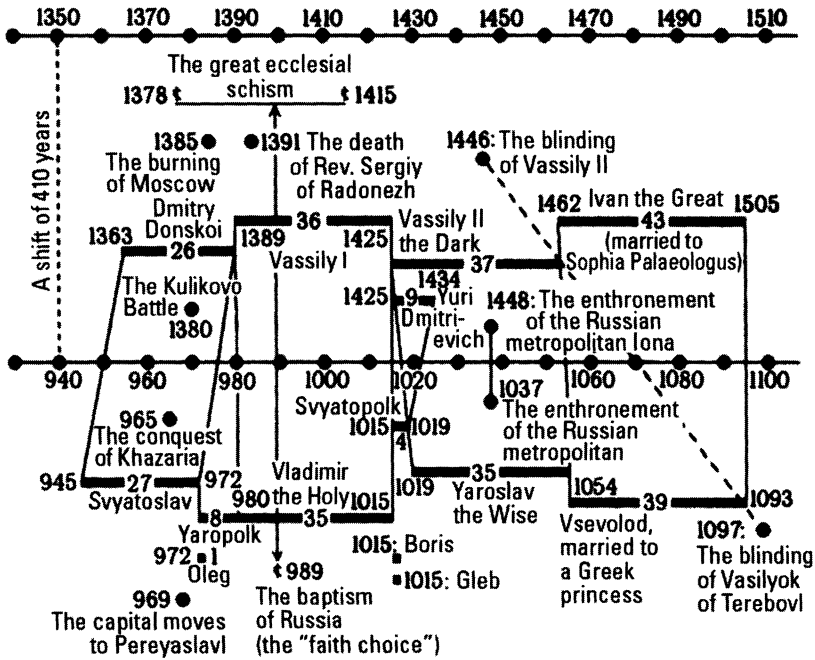 1350 1370 1390 1410 1430 1450 1470 1490 1510
A shift of 410 years
The great ecclesial
schism
1378
1415
1385
The burning
of Moscow
1391 The death
of Rev. Sergiy
of Radonezh
1446: The blinding
of Vassily II
Dmitry
Donskoi
1363
26
1389
36
1425
Vassily I
Vassily II
the Dark
37
1462
Ivan the Great
43
1505
(married to
Sophia Palaeologus)
The Kulikovo
Battle
1380
1425
9
1434
Yuri
Dmitri-
evich
1448: The enthronement
of the Russian
metropolitan Iona
940 960 980 1000 1020 1060 1080 1100
965
The conquest
of Khazaria
Svyatopolk
1015
4
1019
1037
The enthronement
of the Russian
metropolitan
945
27
972
Svyatoslav
Vladimir
the Holy
980
35
1015
1019
35
Yaroslav
the Wise
1054
39
1093
Vsevolod,
married to
a Greek
princess
8
Yaropolk
972
1
Oleg
969
The capital moves
to Pereyaslavl
989
The baptism
of Russia
(the "faith choice")
1015: Boris
1015: Gleb
1097:
The blinding
of Vasilyok
of Terebovl